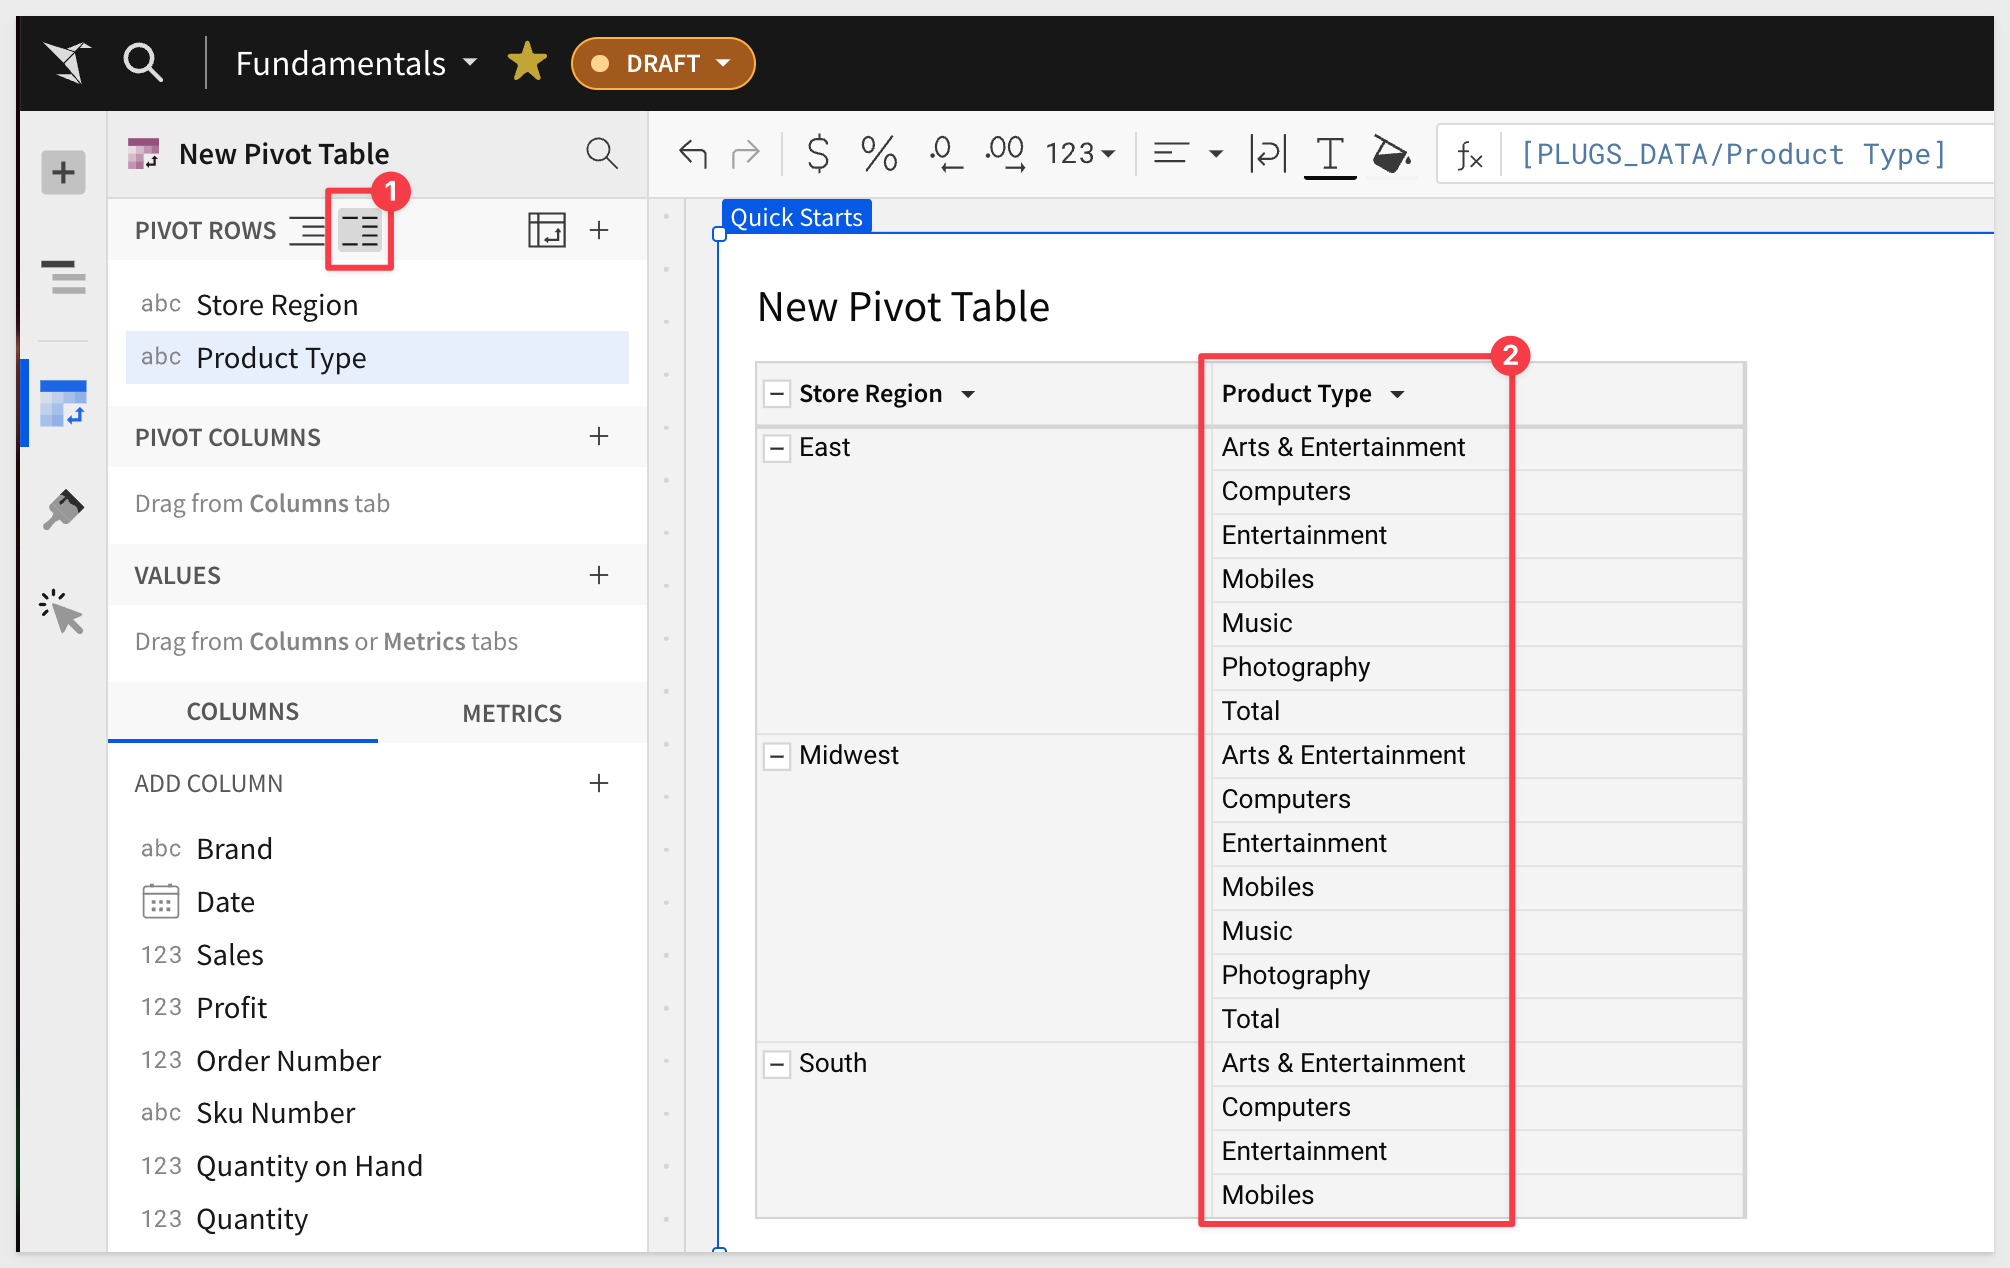 Fundamentals
DRAFT
New Pivot Table
123
fx
[PLUGS_DATA/Product Type]
1
PIVOT ROWS
abc Store Region
abc Product Type
PIVOT COLUMNS
Drag from Columns tab
VALUES
Drag from Columns or Metrics tabs
COLUMNS
METRICS
ADD COLUMN
abc Brand
Date
123 Sales
123 Profit
123 Order Number
abc Sku Number
123 Quantity on Hand
123 Quantity
$ % .0 .00
Quick Starts
New Pivot Table
2
Store Region
Product Type
East
Arts & Entertainment
Computers
Entertainment
Mobiles
Music
Photography
Total
Midwest
Arts & Entertainment
Computers
Entertainment
Mobiles
Music
Photography
Total
South
Arts & Entertainment
Computers
Entertainment
Mobiles